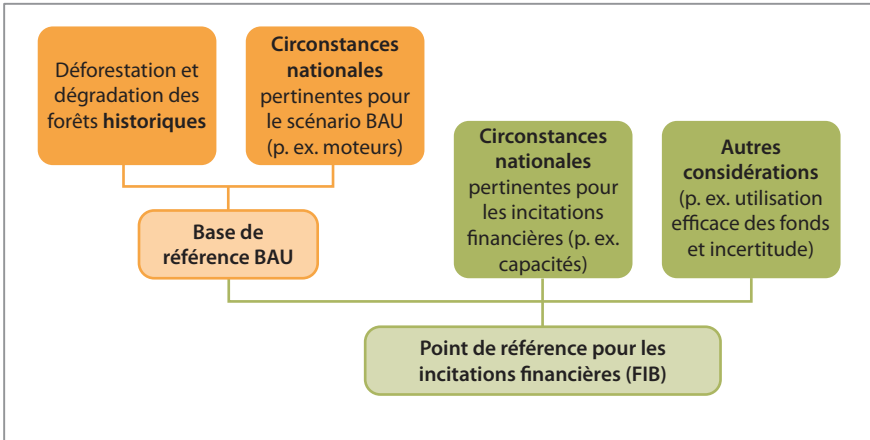 Déforestation et
dégradation des
forêts historiques
Circonstances
nationales
pertinentes pour
le scénario BAU
(p. ex. moteurs)
Circonstances
nationales
pertinentes pour
les incitations
financières (p. ex.
capacités)
Autres
considérations
(p. ex. utilisation
efficace des fonds
et incertitude)
Base de
référence BAU
Point de référence pour les
incitations financières (FIB)